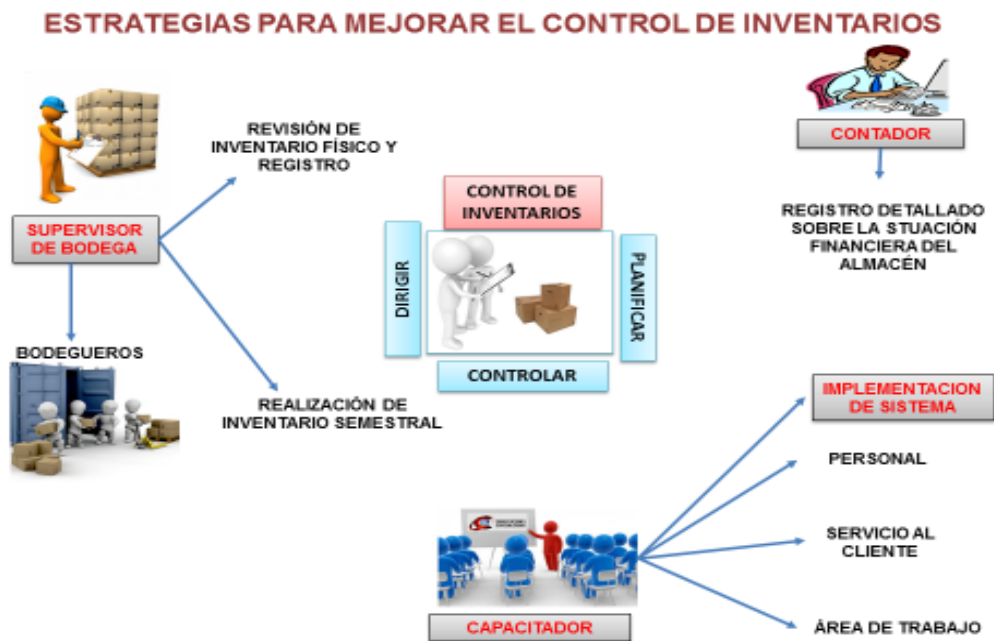 ESTRATEGIAS PARA MEJORAR EL CONTROL DE INVENTARIOS
SUPERVISOR
DE BODEGA
REVISIÓN DE
INVENTARIO FÍSICO Y
REGISTRO
BODEGUEROS
REALIZACIÓN DE
INVENTARIO SEMESTRAL
CONTROL DE
INVENTARIOS
DIRIGIR
PLANIFICAR
CONTROLAR
CONTADOR
REGISTRO DETALLADO
SOBRE LA STUACIÓN
FINANCIERA DEL
ALMACÉN
CAPACITADOR
IMPLEMENTACION
DE SISTEMA
PERSONAL
SERVICIO AL
CLIENTE
ÁREA DE TRABAJO